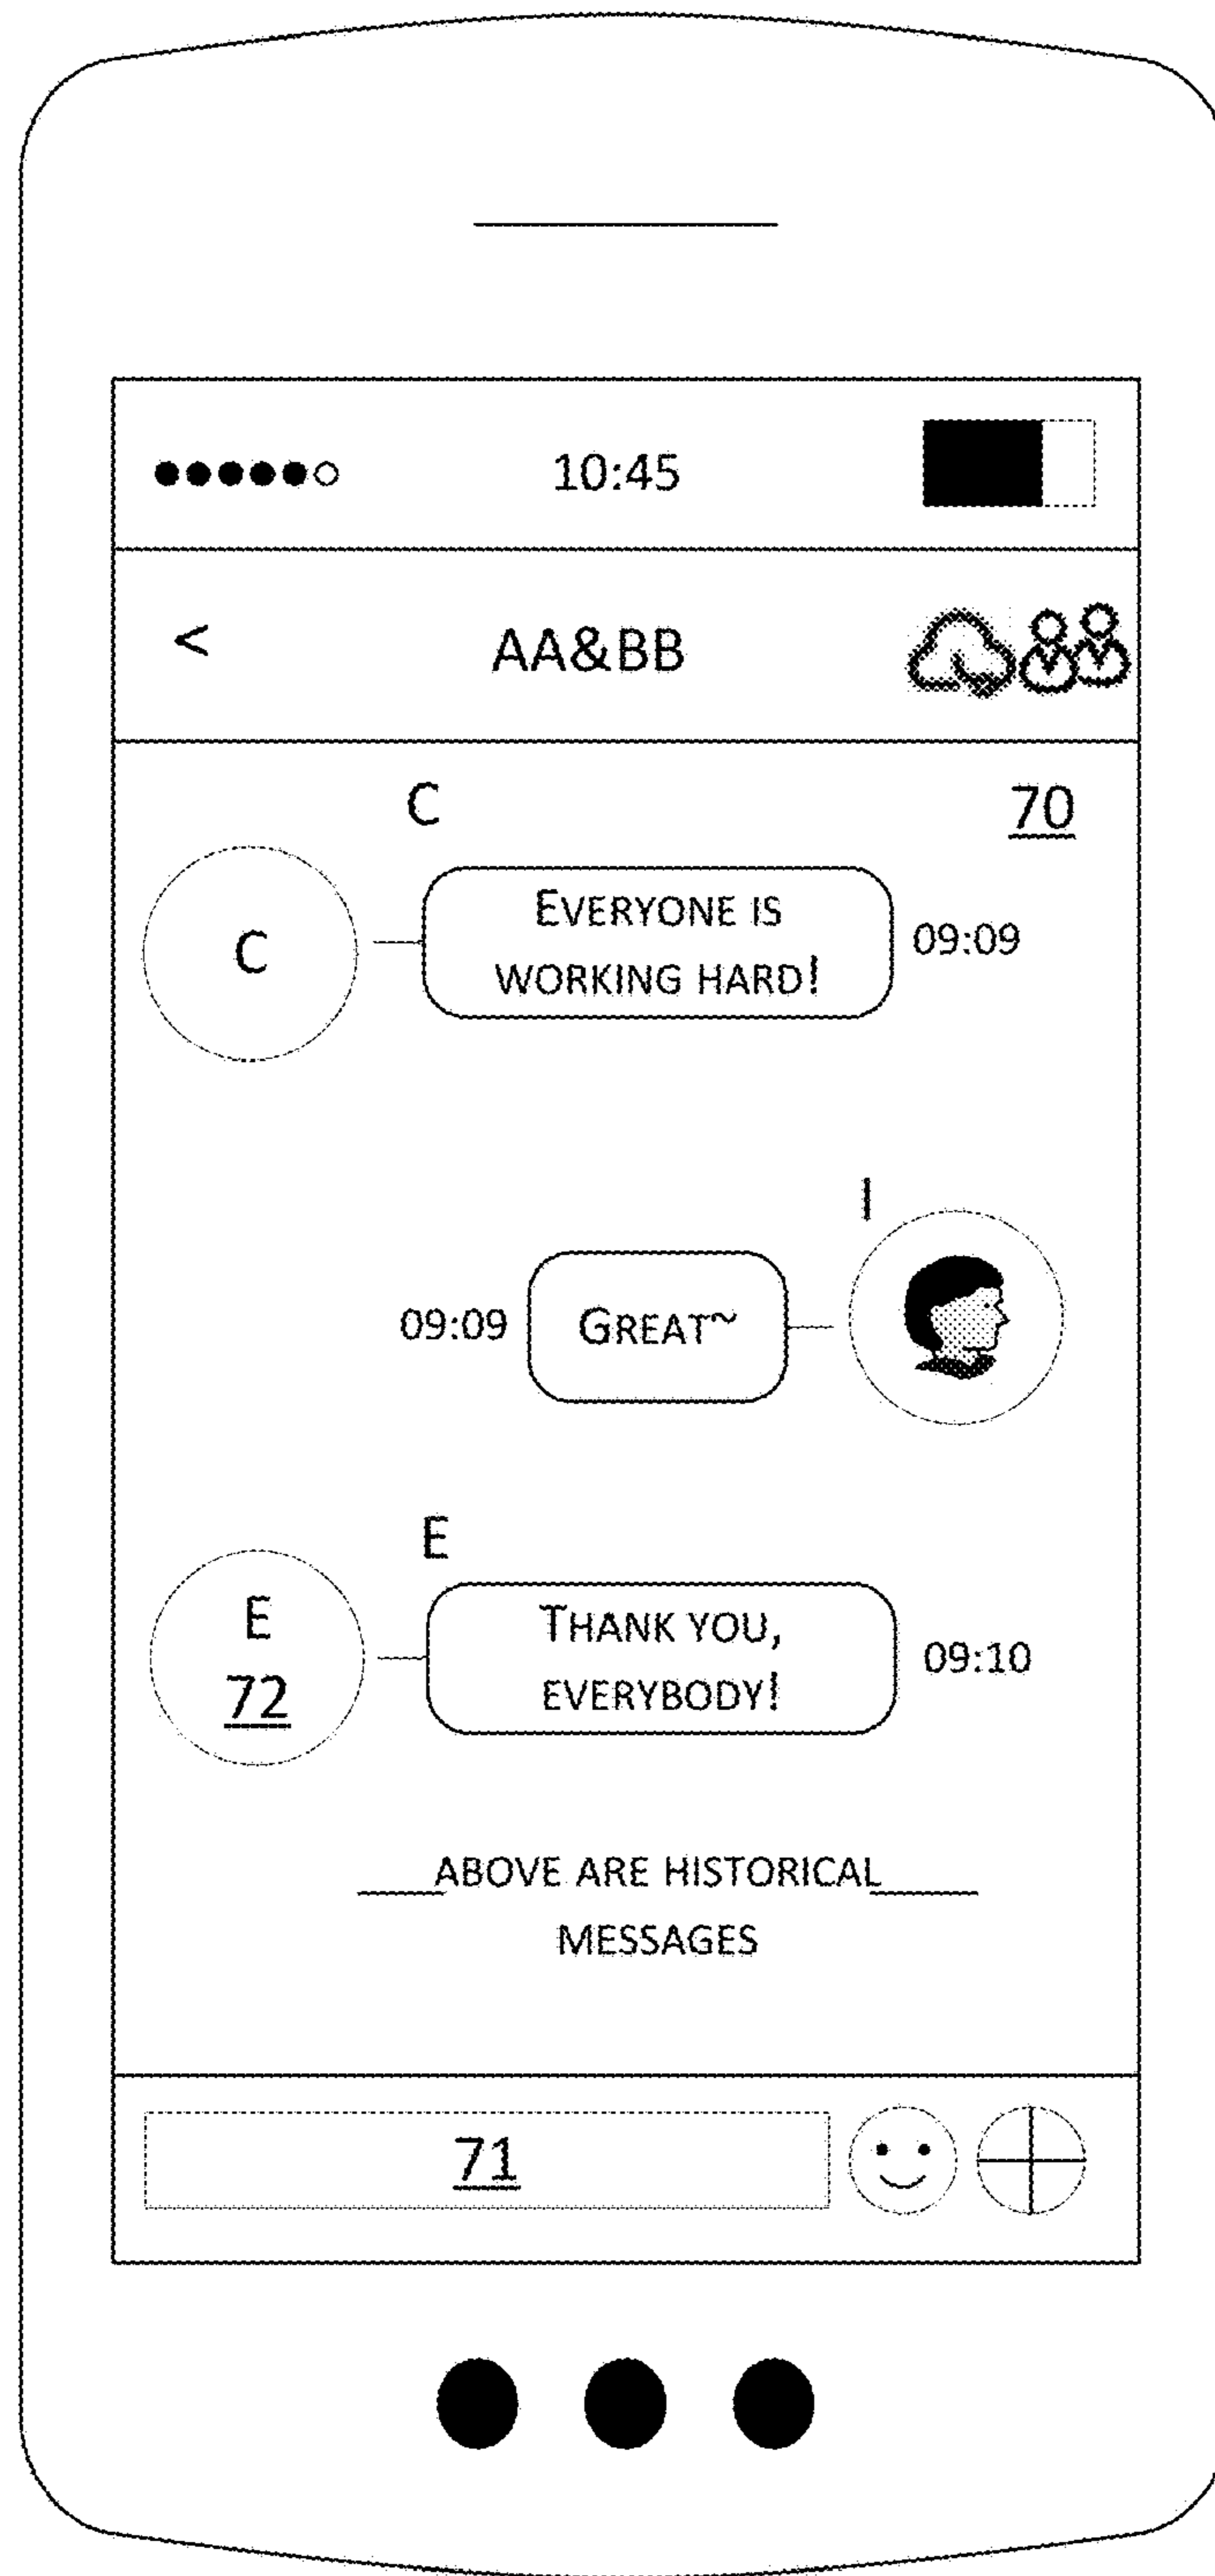 10:45
< AA&BB
C
70
C
EVERYONE IS
WORKING HARD!
09:09
I
09:09
GREAT~
E
E
72
THANK YOU,
EVERYBODY!
09:10
ABOVE ARE HISTORICAL
MESSAGES
71